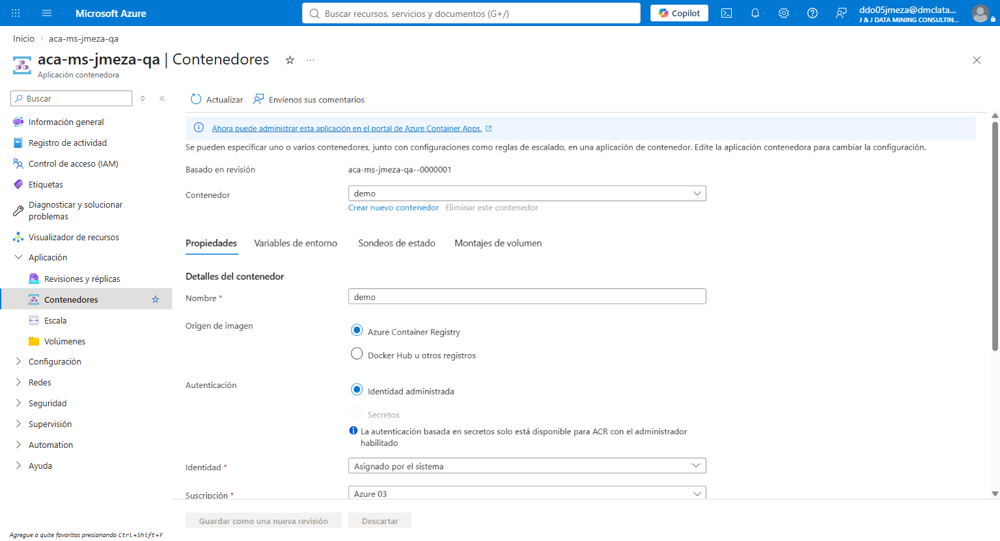 Microsoft Azure
Buscar recursos, servicios y documentos (G+/)
Copilot
ddo05jmeza@dmclata...
J & J DATA MINING CONSULTIN...
Inicio > aca-ms-jmeza-qa
aca-ms-jmeza-qa | Contenedores
Aplicación contenedora
Buscar
Información general
Registro de actividad
Control de acceso (IAM)
Etiquetas
Diagnosticar y solucionar
problemas
Visualizador de recursos
Aplicación
Revisiones y réplicas
Contenedores
Escala
Volúmenes
Configuración
Redes
Seguridad
Supervisión
Automation
Ayuda
Agregue o quite favoritos presionando Ctrl+Shift+F
Actualizar
Envíenos sus comentarios
Ahora puede administrar esta aplicación en el portal de Azure Container Apps.
Se pueden especificar uno o varios contenedores, junto con configuraciones como reglas de escalado, en una aplicación de contenedor. Edite la aplicación contenedora para cambiar la configuración.
Basado en revisión
aca-ms-jmeza-qa--0000001
Contenedor
demo
Crear nuevo contenedor
Eliminar este contenedor
Propiedades
Variables de entorno
Sondeos de estado
Montajes de volumen
Detalles del contenedor
Nombre *
demo
Origen de imagen
Azure Container Registry
Docker Hub u otros registros
Autenticación
Identidad administrada
Secretos
La autenticación basada en secretos solo está disponible para ACR con el administrador
habilitado
Identidad *
Asignado por el sistema
Suscripción *
Azure 03
Guardar como una nueva revisión
Descartar